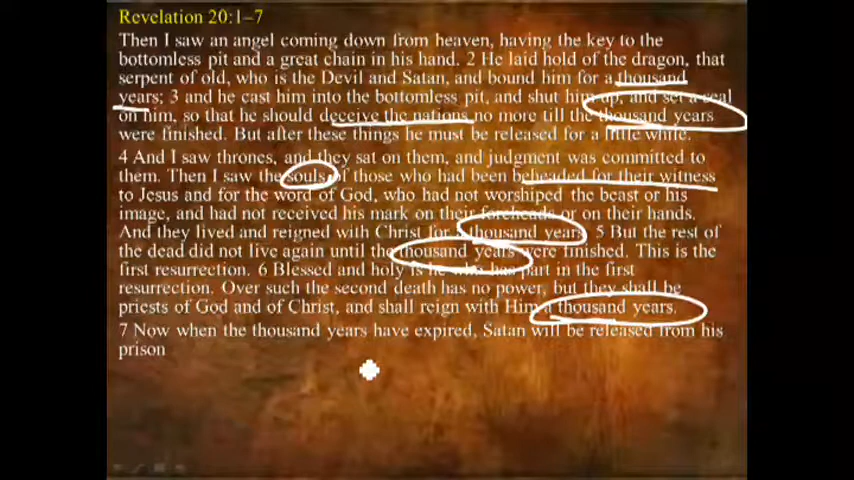 Revelation 20:1–7
Then I saw an angel coming down from heaven, having the key to the
bottomless pit and a great chain in his hand. 2 He laid hold of the dragon, that
serpent of old, who is the Devil and Satan, and bound him for a thousand
years; 3 and he cast him into the bottomless pit, and shut him up, and set a seal
on him, so that he should deceive the nations no more till the thousand years
were finished. But after these things he must be released for a little while.
4 And I saw thrones, and they sat on them, and judgment was committed to
them. Then I saw the souls of those who had been beheaded for their witness
to Jesus and for the word of God, who had not worshiped the beast or his
image, and had not received his mark on their foreheads or on their hands.
And they lived and reigned with Christ for a thousand years. 5 But the rest of
the dead did not live again until the thousand years were finished. This is the
first resurrection. 6 Blessed and holy is he who has part in the first
resurrection. Over such the second death has no power, but they shall be
priests of God and of Christ, and shall reign with Him a thousand years.
7 Now when the thousand years have expired, Satan will be released from his
prison